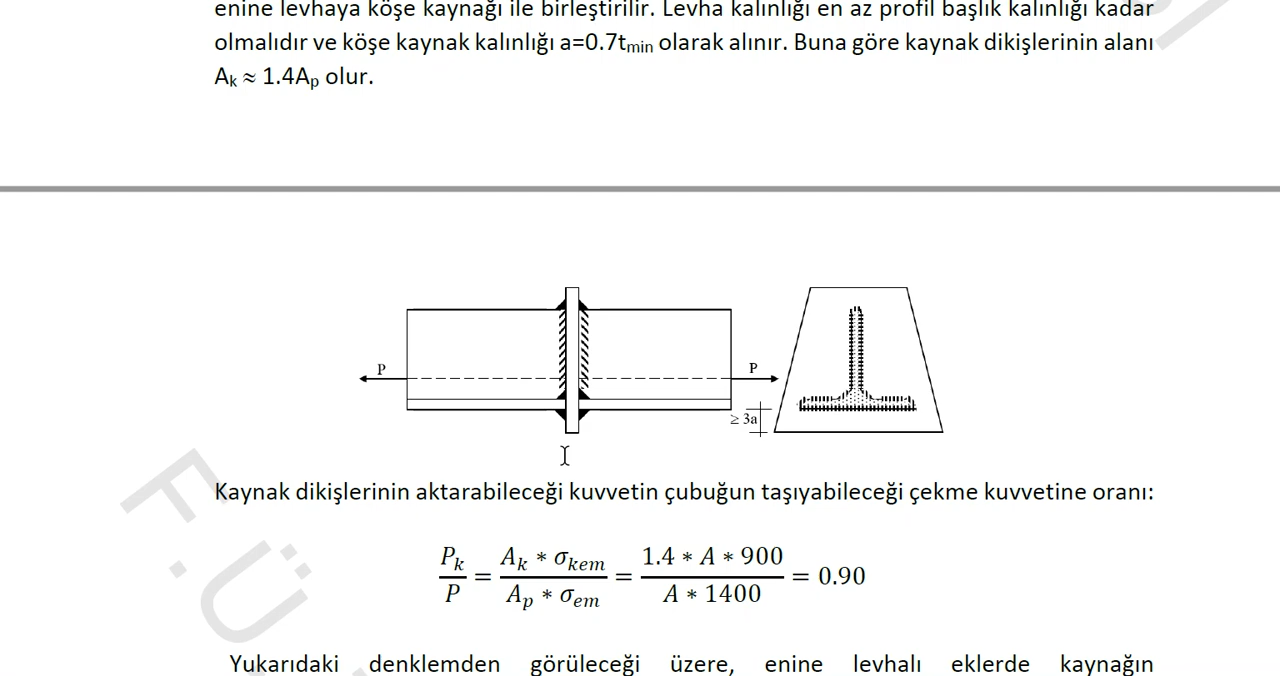 enine levhaya köşe kaynağı ile birleştirilir. Levha kalınlığı en az profil başlık kalınlığı kadar
olmalıdır ve köşe kaynak kalınlığı a=0.7tmin olarak alınır. Buna göre kaynak dikişlerinin alanı
Ak ≈ 1.4Ap olur.
P
P
≥ 3a
Kaynak dikişlerinin aktarabileceği kuvvetin çubuğun taşıyabileceği çekme kuvvetine oranı:
Pk/P = Ak * σkem / Ap * σem = 1.4 * A * 900 / A * 1400 = 0.90
F.Ü
Yukarıdaki denklemden görüleceği üzere, enine levhalı eklerde kaynağın